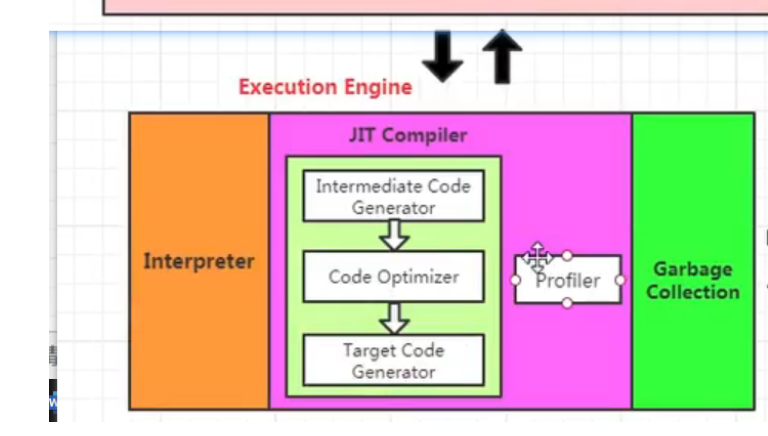 Execution Engine
JIT Compiler
Intermediate Code
Generator
Interpreter
Code Optimizer
Profiler
Garbage
Collection
Target Code
Generator